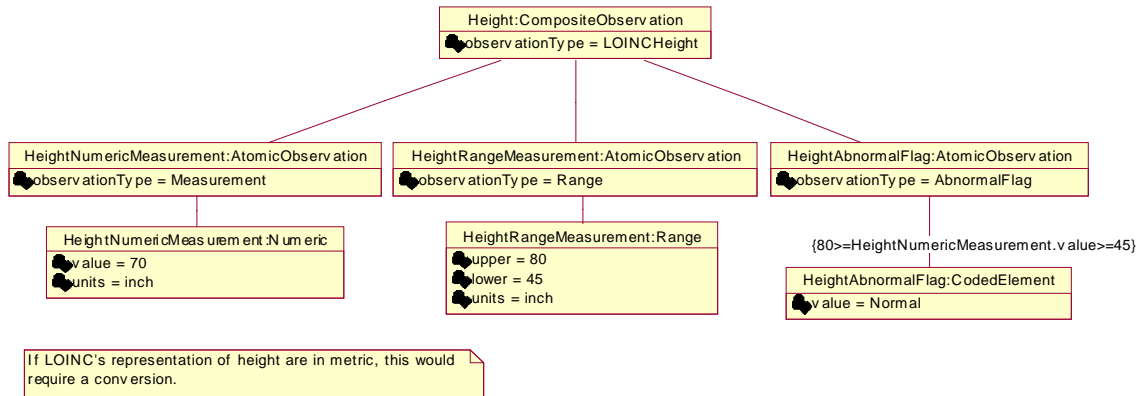 Height:CompositeObservation
observationType = LOINCHeight
HeightNumericMeasurement:AtomicObservation
observationType = Measurement
HeightRangeMeasurement:AtomicObservation
observationType = Range
HeightAbnormalFlag:AtomicObservation
observationType = AbnormalFlag
HeightNumericMeasurement:Numeric
value = 70
units = inch
HeightRangeMeasurement:Range
upper = 80
lower = 45
units = inch
{80>=HeightNumericMeasurement.value>=45}
HeightAbnormalFlag:CodedElement
value = Normal
If LOINC's representation of height are in metric, this would
require a conversion.